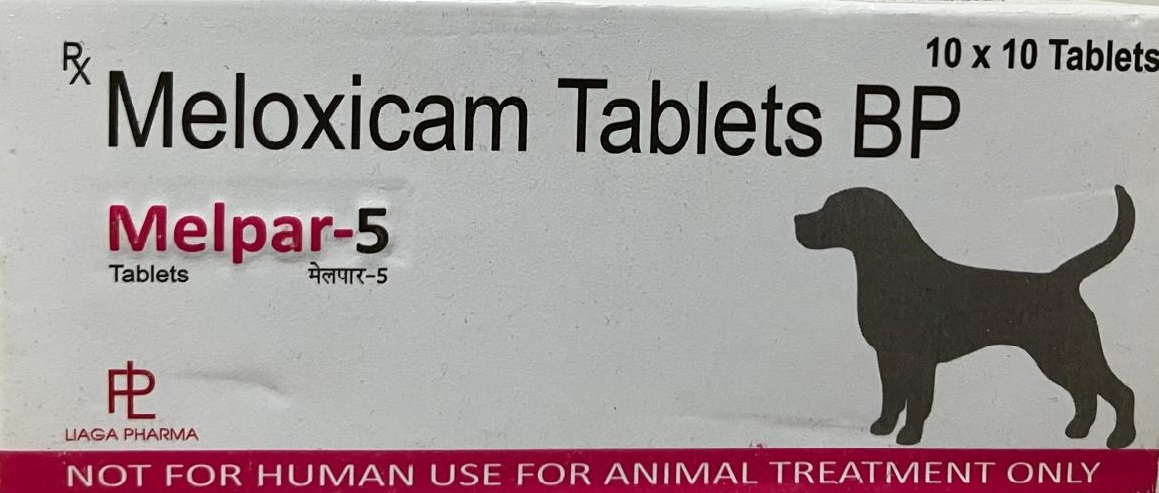 Rx
10 x 10 Tablets
Meloxicam Tablets BP
Melpar-5
Tablets मेलपार-5
PL
LIAGA PHARMA
NOT FOR HUMAN USE FOR ANIMAL TREATMENT ONLY